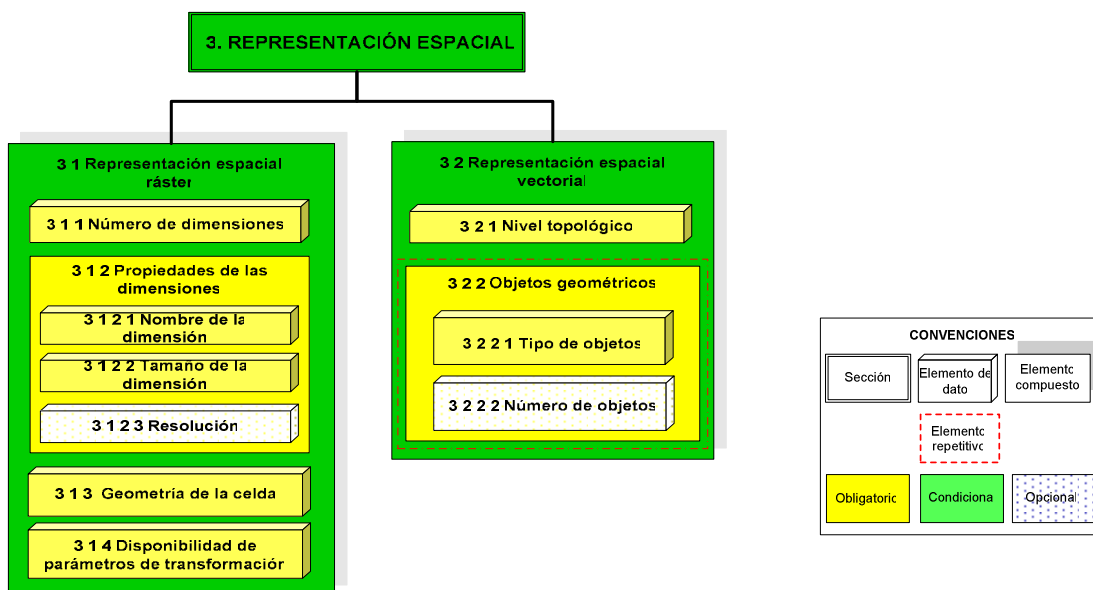 3. REPRESENTACIÓN ESPACIAL
3 1 Representación espacial
ráster
3 1 1 Número de dimensiones
3 1 2 Propiedades de las
dimensiones
3 1 2 1 Nombre de la
dimensión
3 1 2 2 Tamaño de la
dimensión
3 1 2 3 Resolución
3 1 3 Geometría de la celda
3 1 4 Disponibilidad de
parámetros de transformación
3 2 Representación espacial
vectorial
3 2 1 Nivel topológico
3 2 2 Objetos geométricos
3 2 2 1 Tipo de objetos
3 2 2 2 Número de objetos
CONVENCIONES
Sección
Elemento de
dato
Elemento
compuesto
Elemento
repetitivo
Obligatorio
Condiciona
Opcional